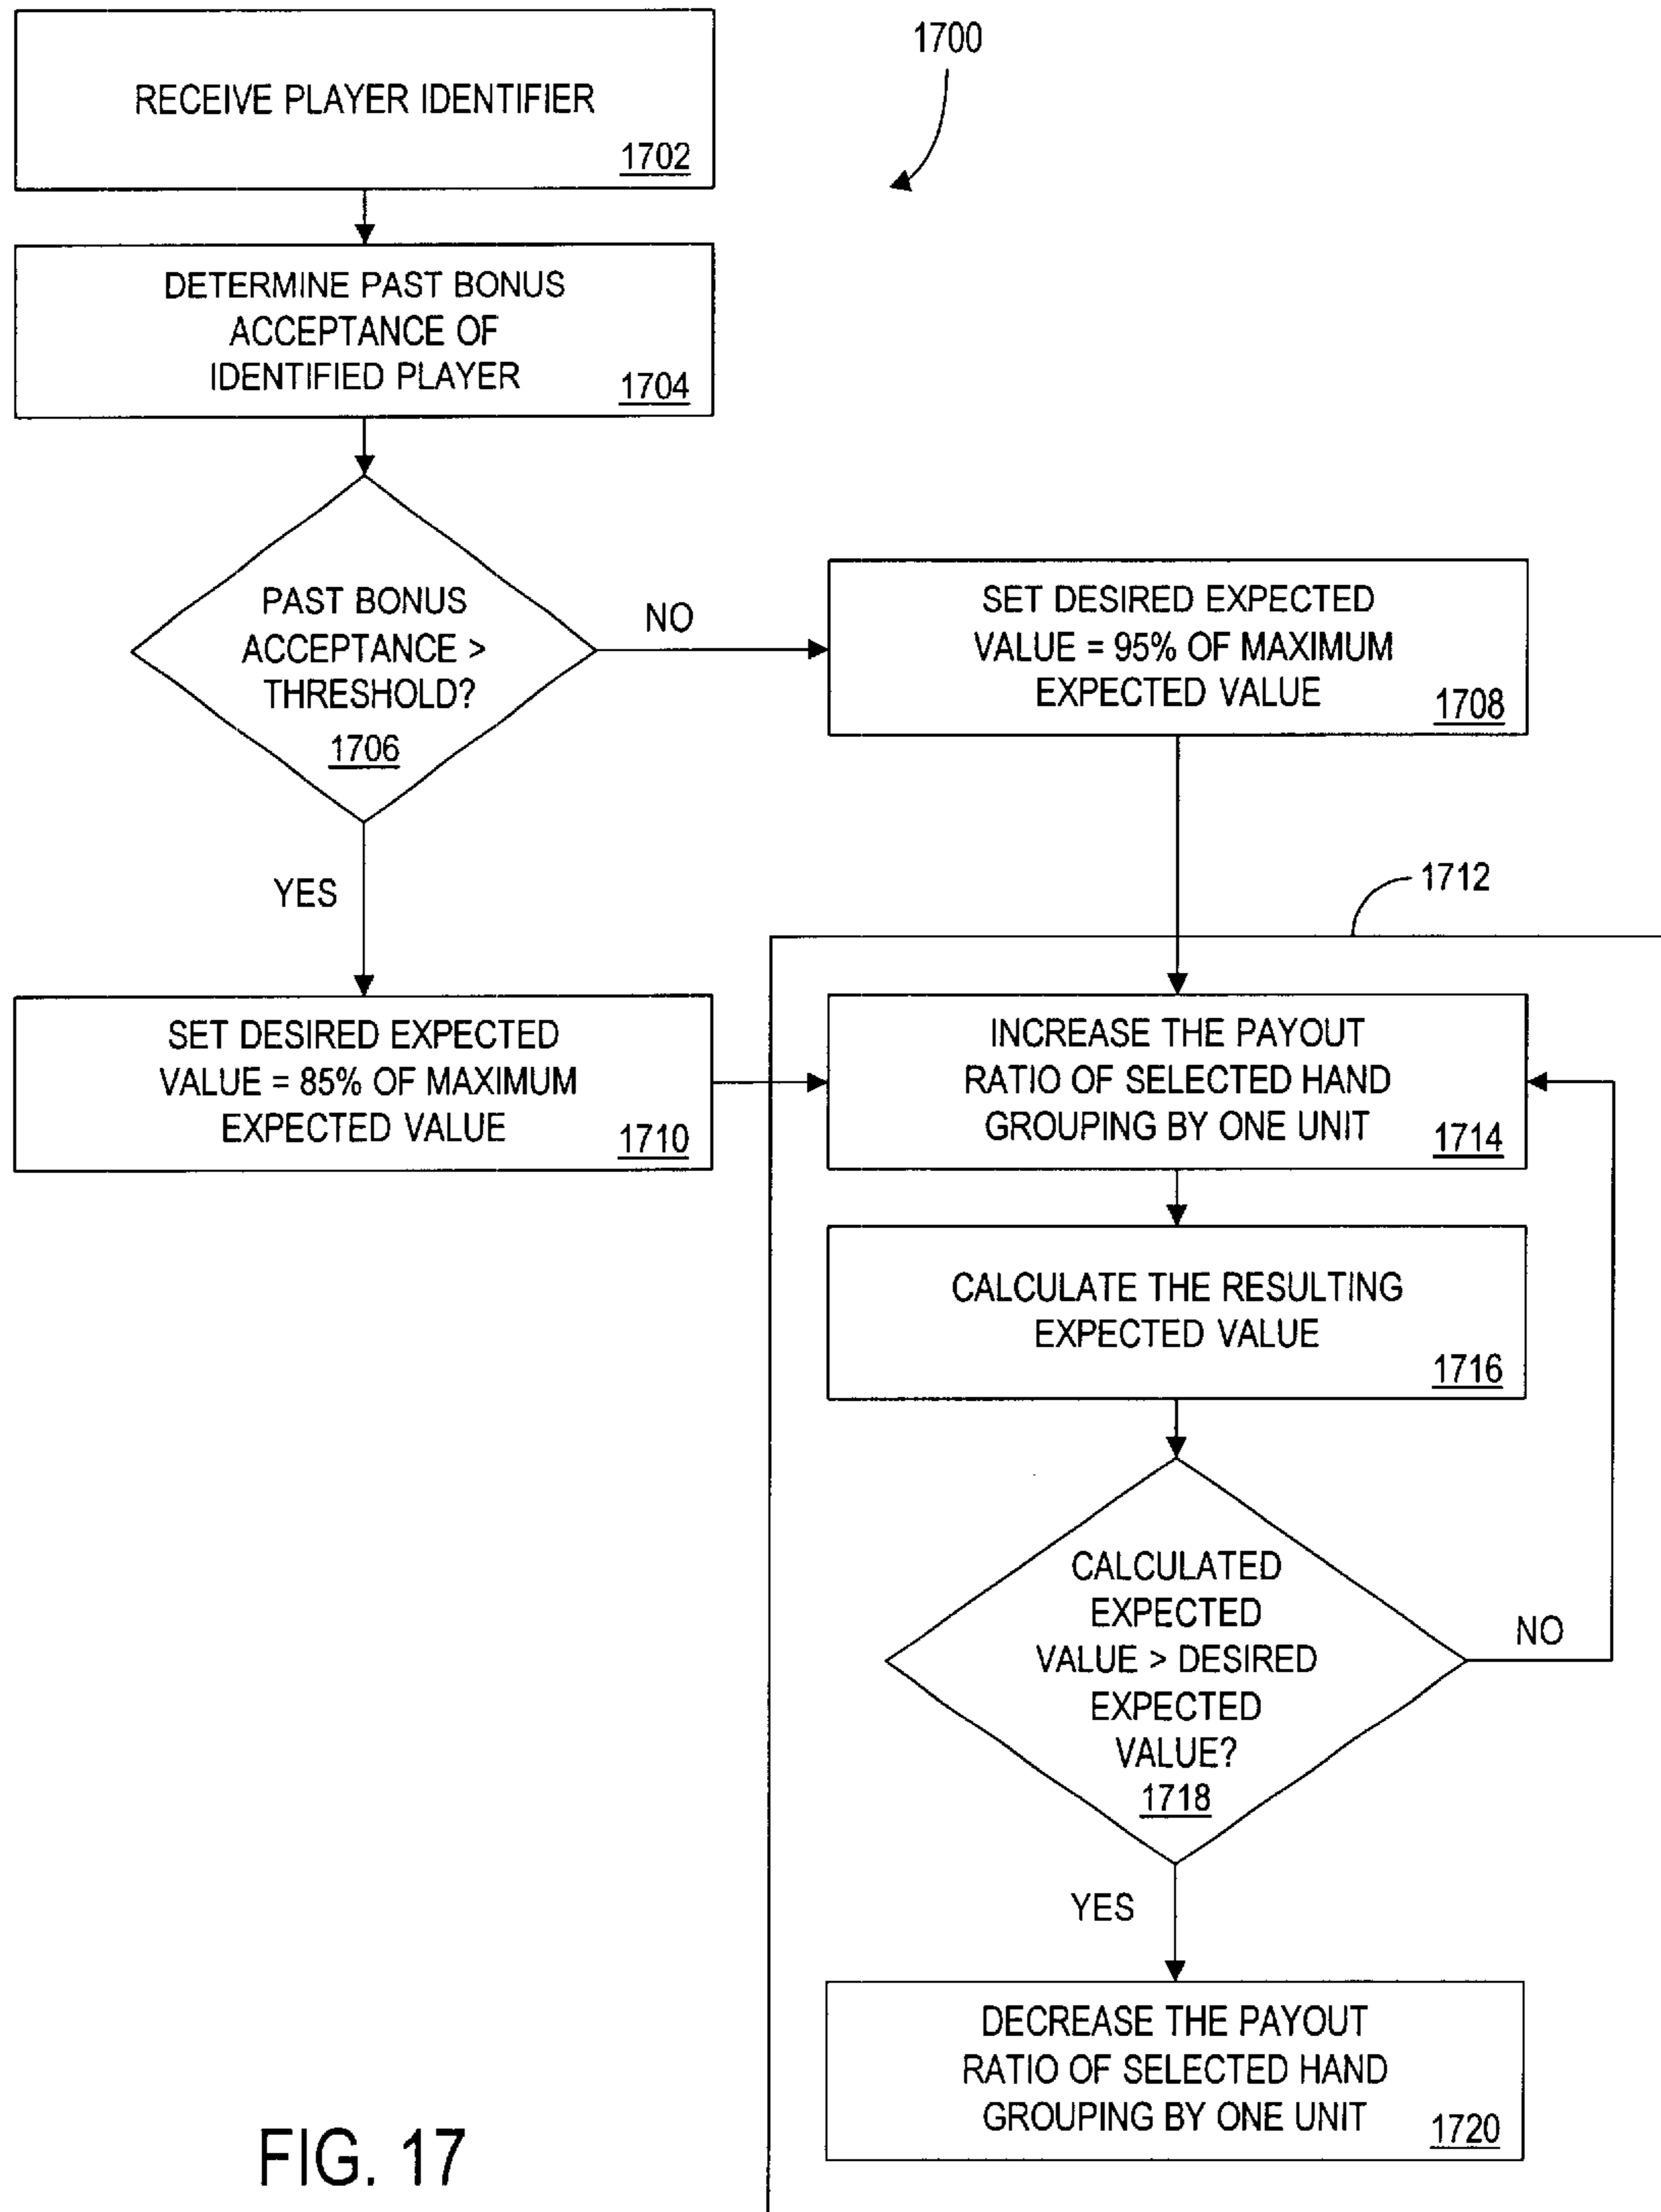 1700
RECEIVE PLAYER IDENTIFIER
1702
DETERMINE PAST BONUS
ACCEPTANCE OF
IDENTIFIED PLAYER
1704
PAST BONUS
ACCEPTANCE >
THRESHOLD?
1706
NO
SET DESIRED EXPECTED
VALUE = 95% OF MAXIMUM
EXPECTED VALUE
1708
YES
1712
SET DESIRED EXPECTED
VALUE = 85% OF MAXIMUM
EXPECTED VALUE
1710
INCREASE THE PAYOUT
RATIO OF SELECTED HAND
GROUPING BY ONE UNIT
1714
CALCULATE THE RESULTING
EXPECTED VALUE
1716
CALCULATED
EXPECTED
VALUE > DESIRED
EXPECTED
VALUE?
1718
NO
YES
DECREASE THE PAYOUT
RATIO OF SELECTED HAND
GROUPING BY ONE UNIT
1720
FIG. 17